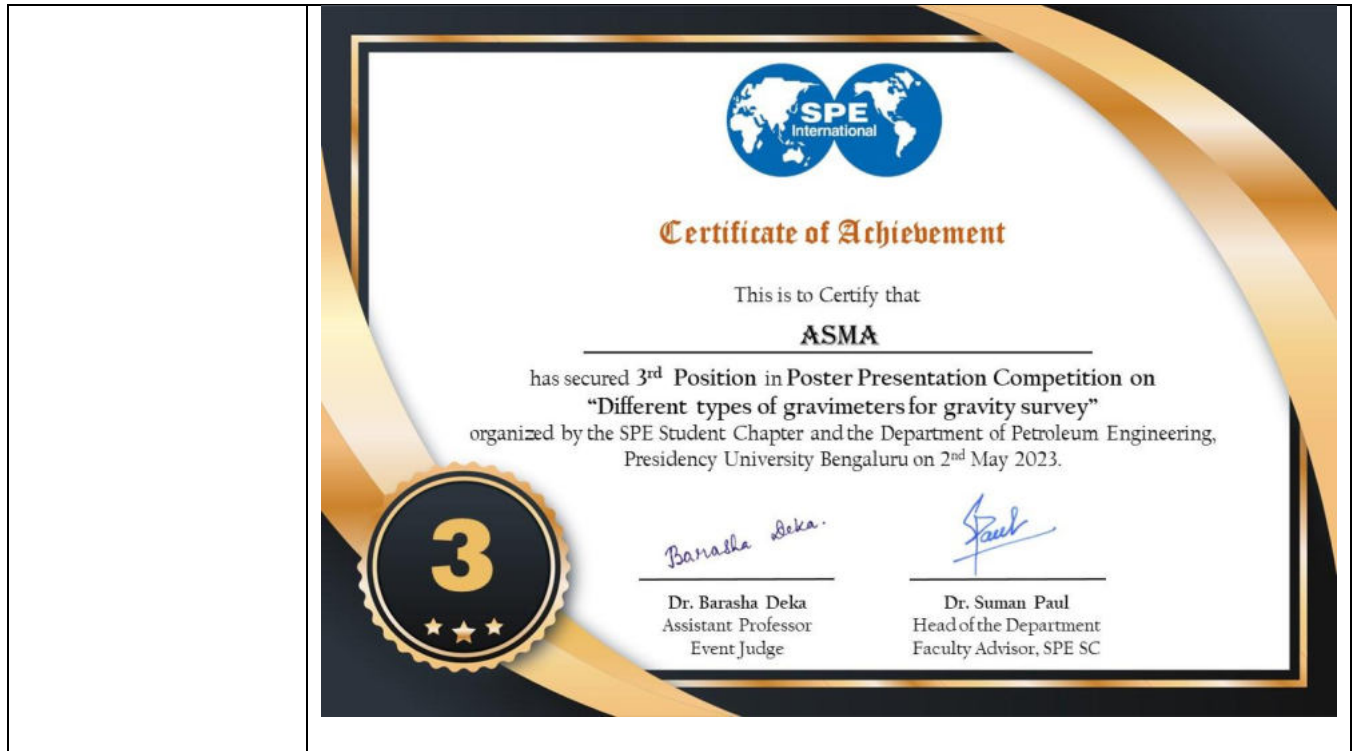 SPE
International
Certificate of Achievement
This is to Certify that
ASMA
has secured 3rd Position in Poster Presentation Competition on
“Different types of gravimeters for gravity survey”
organized by the SPE Student Chapter and the Department of Petroleum Engineering,
Presidency University Bengaluru on 2nd May 2023.
3
Barasha Deka.
SPaul
Dr. Barasha Deka
Assistant Professor
Event Judge
Dr. Suman Paul
Head of the Department
Faculty Advisor, SPE SC